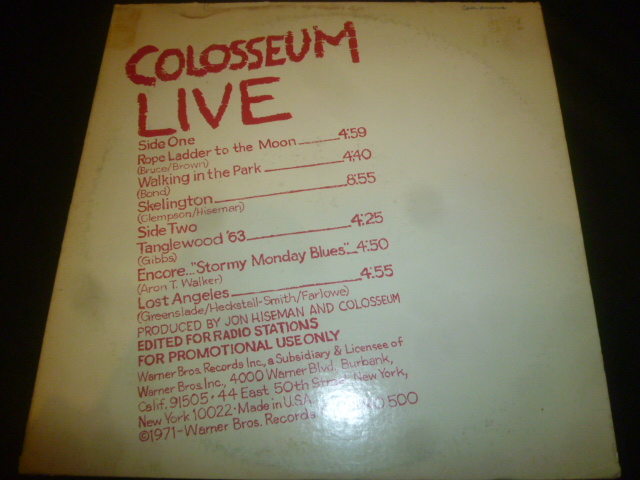 COLOSSEUM
LIVE
Side One
Rope Ladder to the Moon 4:59
(Bruce/Brown)
Walking in the Park 4:40
(Bond)
Skelington 8:55
(Clempson/Hiseman)
Side Two
Tanglewood '63 4:25
(Gibbs)
Encore..."Stormy Monday Blues" 4:50
(Aron T. Walker)
Lost Angeles 4:55
(Greenslade/Heckstall-Smith/Farlowe)
PRODUCED BY JON HISEMAN AND COLOSSEUM
EDITED FOR RADIO STATIONS
FOR PROMOTIONAL USE ONLY
Warner Bros. Records Inc., a Subsidiary & Licensee of
Warner Bros. Inc., 4000 Warner Blvd., Burbank,
Calif. 91505 · 44 East 50th Street, New York,
New York 10022 · Made in U.S.A. 500
©1971 - Warner Bros. Records